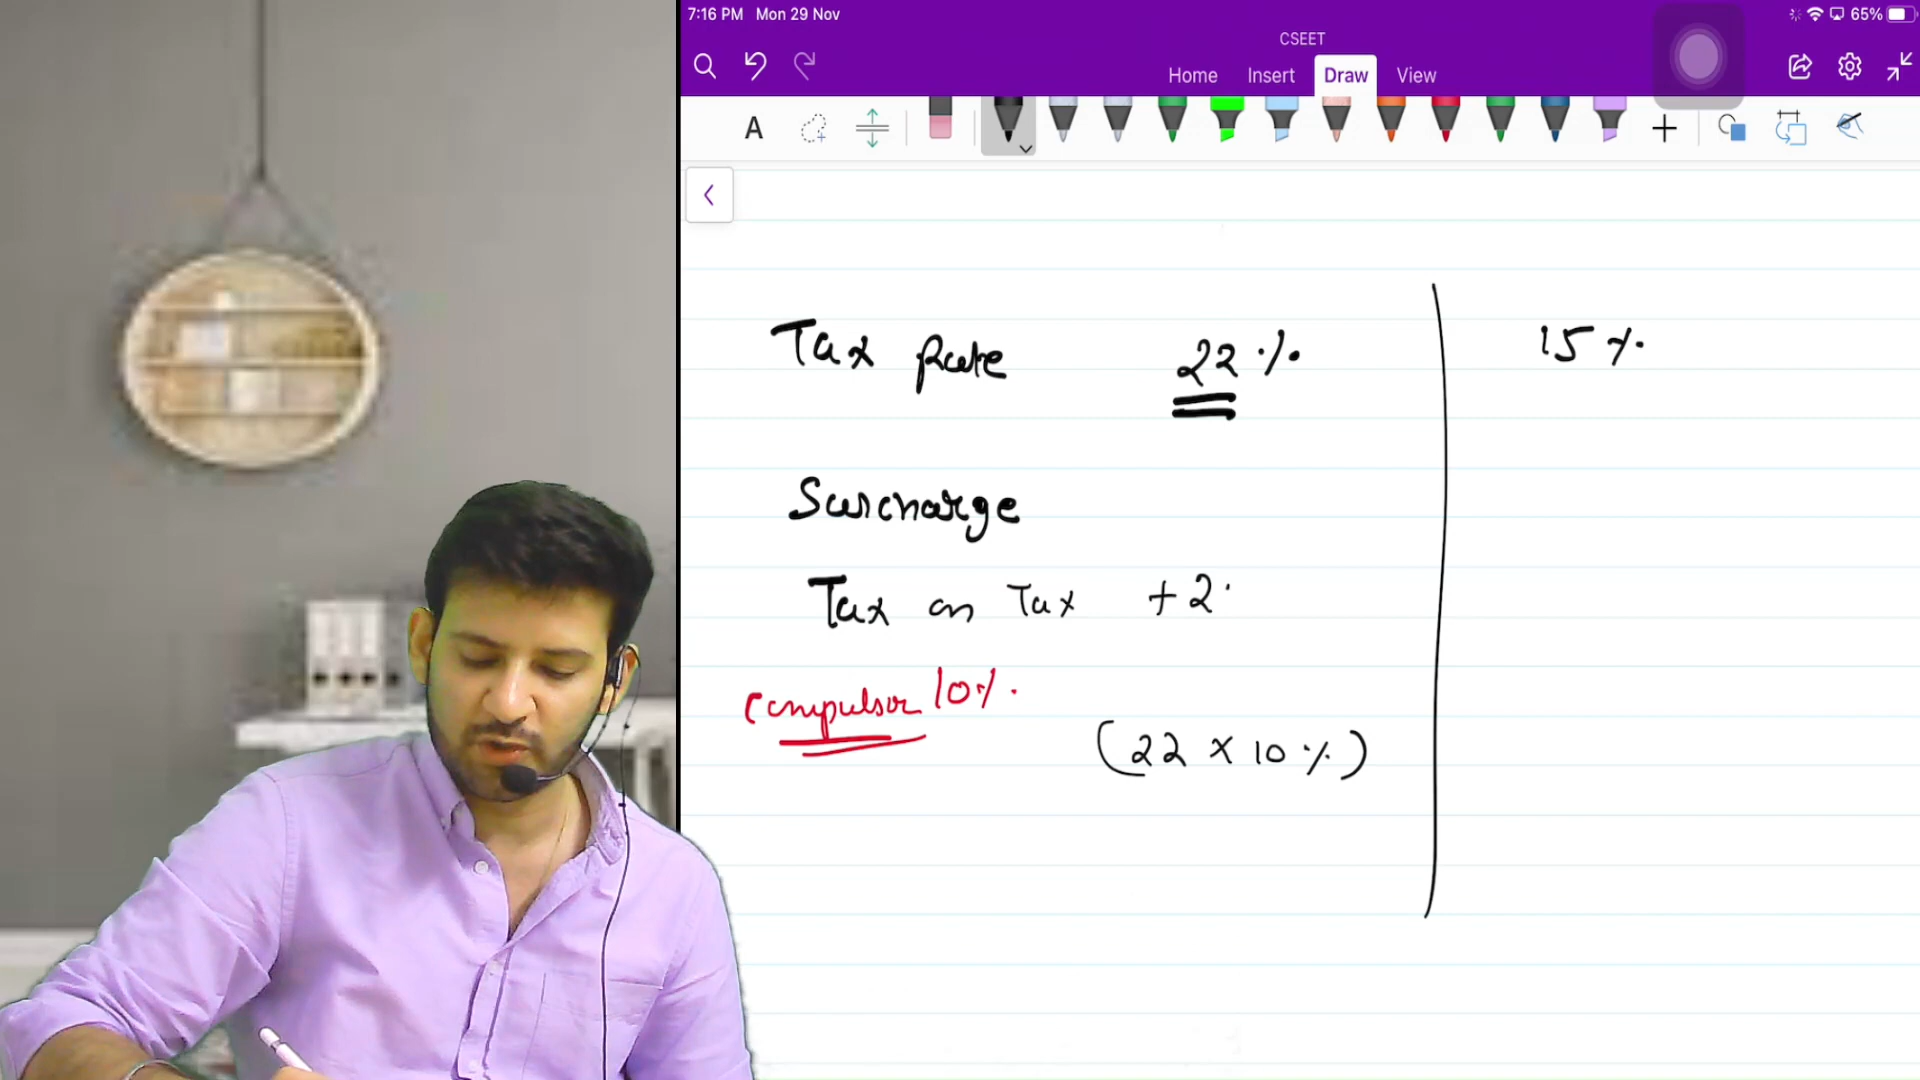 7:16 PM Mon 29 Nov
65%
CSEET
Home Insert Draw View
A
Tax Rate 22%
15%
Surcharge
Tax on Tax +2.
Compulsor 10%.
(22 x 10%)